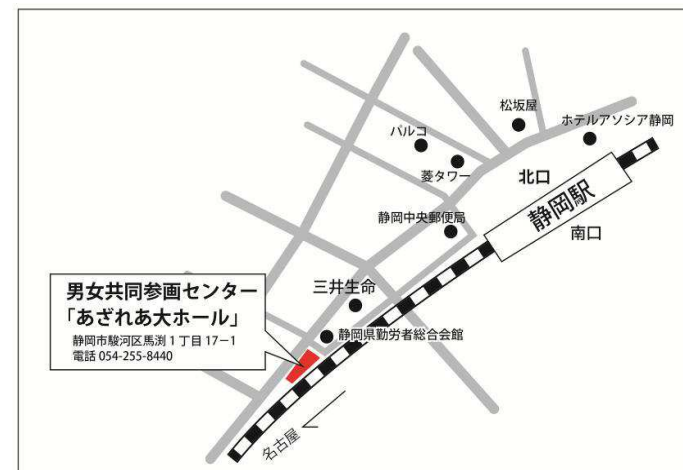 松坂屋
ホテルアソシア静岡
パルコ
菱タワー
北口
静岡駅
静岡中央郵便局
南口
三井生命
男女共同参画センター
「あざれあ大ホール」
静岡市駿河区馬渕1丁目17−1
電話 054-255-8440
静岡県勤労者総合会館
名古屋